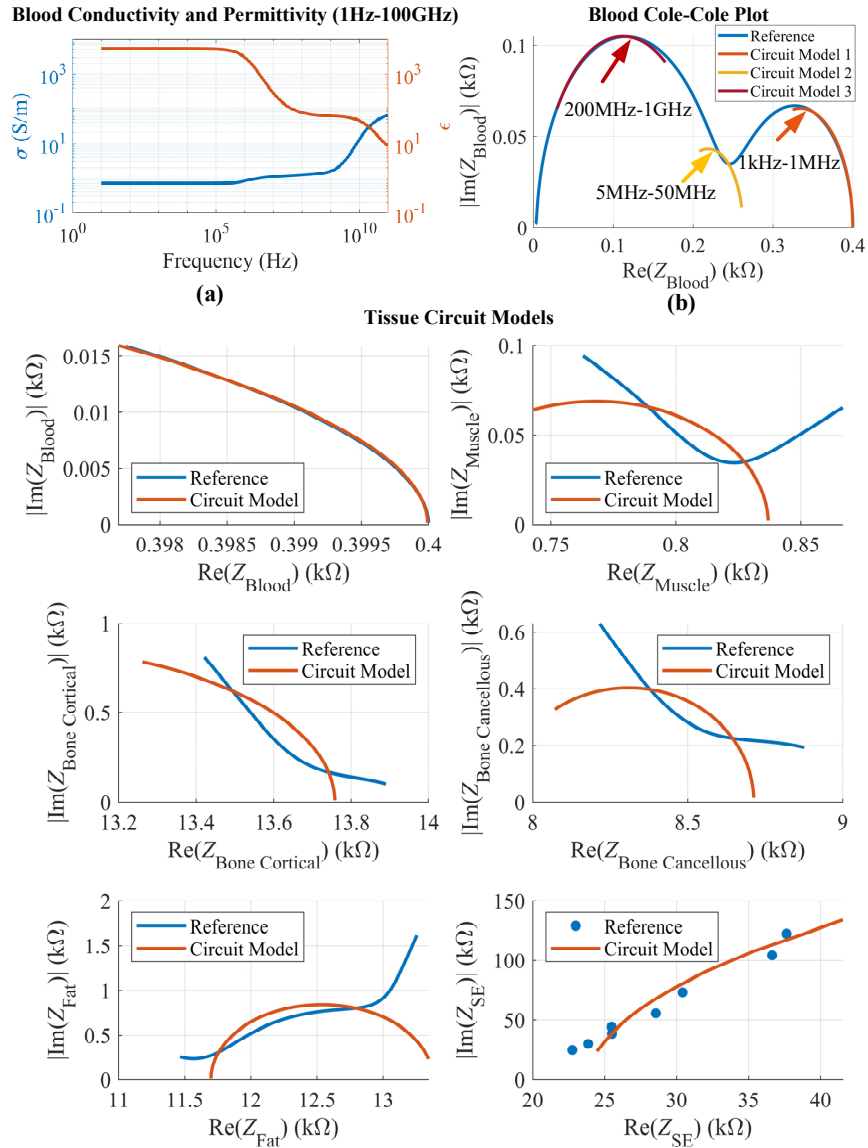 Blood Conductivity and Permittivity (1Hz-100GHz)
σ (S/m)
10^3
10^1
10^-1
10^3
10^1
10^-1
ϵ
10^0
10^5
10^10
Frequency (Hz)
(a)
Blood Cole-Cole Plot
|Im(Z_Blood)| (kΩ)
0.1
0.05
0
Reference
Circuit Model 1
Circuit Model 2
Circuit Model 3
200MHz-1GHz
5MHz-50MHz
1kHz-1MHz
0
0.1
0.2
0.3
0.4
Re(Z_Blood) (kΩ)
(b)
Tissue Circuit Models
|Im(Z_Blood)| (kΩ)
0.015
0.01
0.005
0
Reference
Circuit Model
0.398
0.3985
0.399
0.3995
0.4
Re(Z_Blood) (kΩ)
|Im(Z_Muscle)| (kΩ)
0.1
0.05
0
Reference
Circuit Model
0.75
0.8
0.85
Re(Z_Muscle) (kΩ)
|Im(Z_Bone Cortical)| (kΩ)
1
0.5
0
Reference
Circuit Model
13.2
13.4
13.6
13.8
14
Re(Z_Bone Cortical) (kΩ)
|Im(Z_Bone Cancellous)| (kΩ)
0.6
0.4
0.2
0
Reference
Circuit Model
8
8.5
9
Re(Z_Bone Cancellous) (kΩ)
|Im(Z_Fat)| (kΩ)
2
1.5
1
0.5
0
Reference
Circuit Model
11
11.5
12
12.5
13
Re(Z_Fat) (kΩ)
|Im(Z_SE)| (kΩ)
150
100
50
0
Reference
Circuit Model
20
25
30
35
40
Re(Z_SE) (kΩ)